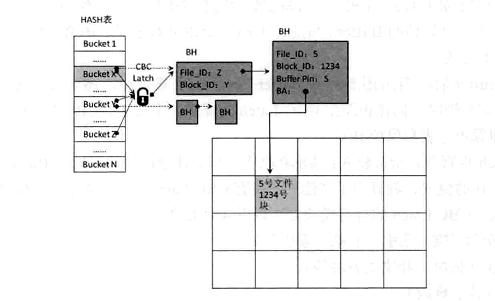 HASH表
Bucket 1
......
Bucket X
......
Bucket Y
......
Bucket Z
......
Bucket N
CBC
Latch
BH
File_ID: Z
Block_ID: Y
BH
BH
BH
File_ID: 5
Block_ID: 1234
Buffer Pin: S
BA:
5号文件
1234号
块